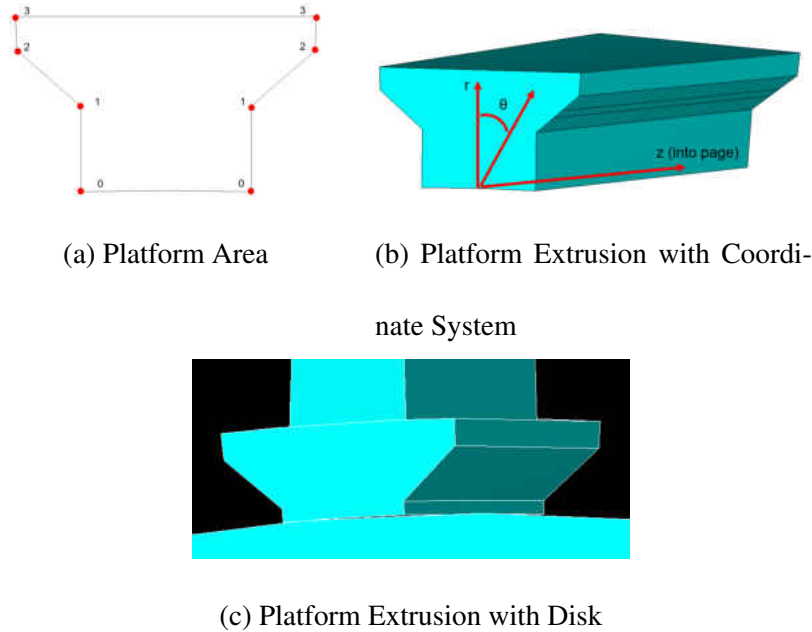 3 3
2 2
1 1
0 0
r
θ
z (into page)
(a) Platform Area
(b) Platform Extrusion with Coordi-
nate System
(c) Platform Extrusion with Disk